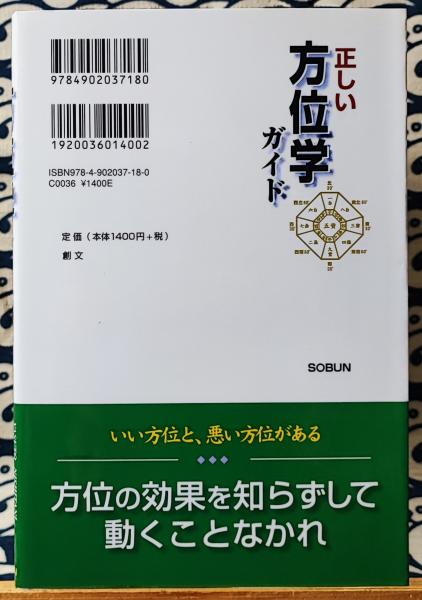 9784902037180
1920036014002
ISBN978-4-902037-18-0
C0036 ¥1400E
定価（本体1400円+税）
創文
正しい
方位学
ガイド
五黄
SOBUN
いい方位と、悪い方位がある
方位の効果を知らずして
動くことなかれ